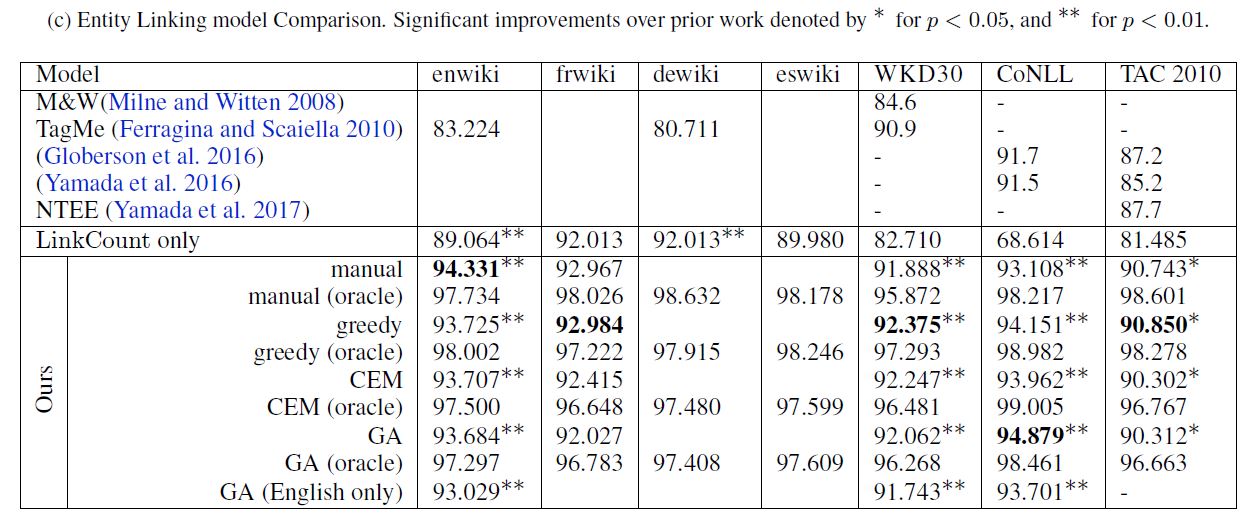 (c) Entity Linking model Comparison. Significant improvements over prior work denoted by * for p < 0.05, and ** for p < 0.01.
Model enwiki frwiki dewiki eswiki WKD30 CoNLL TAC 2010
M&W(Milne and Witten 2008) 84.6 - -
TagMe (Ferragina and Scaiella 2010) 83.224 80.711 90.9 - -
(Globerson et al. 2016) - 91.7 87.2
(Yamada et al. 2016) - 91.5 85.2
NTEE (Yamada et al. 2017) - - 87.7
LinkCount only 89.064** 92.013 92.013** 89.980 82.710 68.614 81.485
Ours
manual 94.331** 92.967 91.888** 93.108** 90.743*
manual (oracle) 97.734 98.026 98.632 98.178 95.872 98.217 98.601
greedy 93.725** 92.984 92.375** 94.151** 90.850*
greedy (oracle) 98.002 97.222 97.915 98.246 97.293 98.982 98.278
CEM 93.707** 92.415 92.247** 93.962** 90.302*
CEM (oracle) 97.500 96.648 97.480 97.599 96.481 99.005 96.767
GA 93.684** 92.027 92.062** 94.879** 90.312*
GA (oracle) 97.297 96.783 97.408 97.609 96.268 98.461 96.663
GA (English only) 93.029** 91.743** 93.701** -